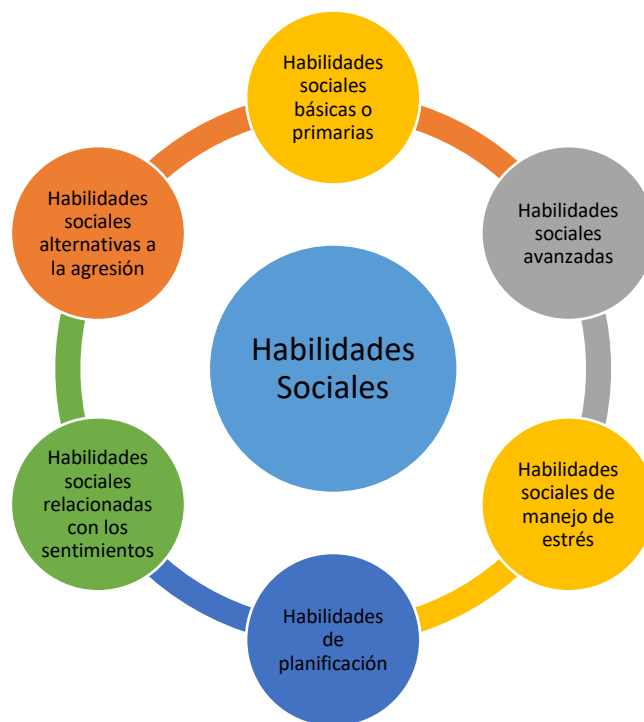 Habilidades
sociales
básicas o
primarias
Habilidades
sociales
avanzadas
Habilidades
sociales de
manejo de
estrés
Habilidades
de
planificación
Habilidades
sociales
relacionadas
con los
sentimientos
Habilidades
sociales
alternativas a
la agresión
Habilidades
Sociales